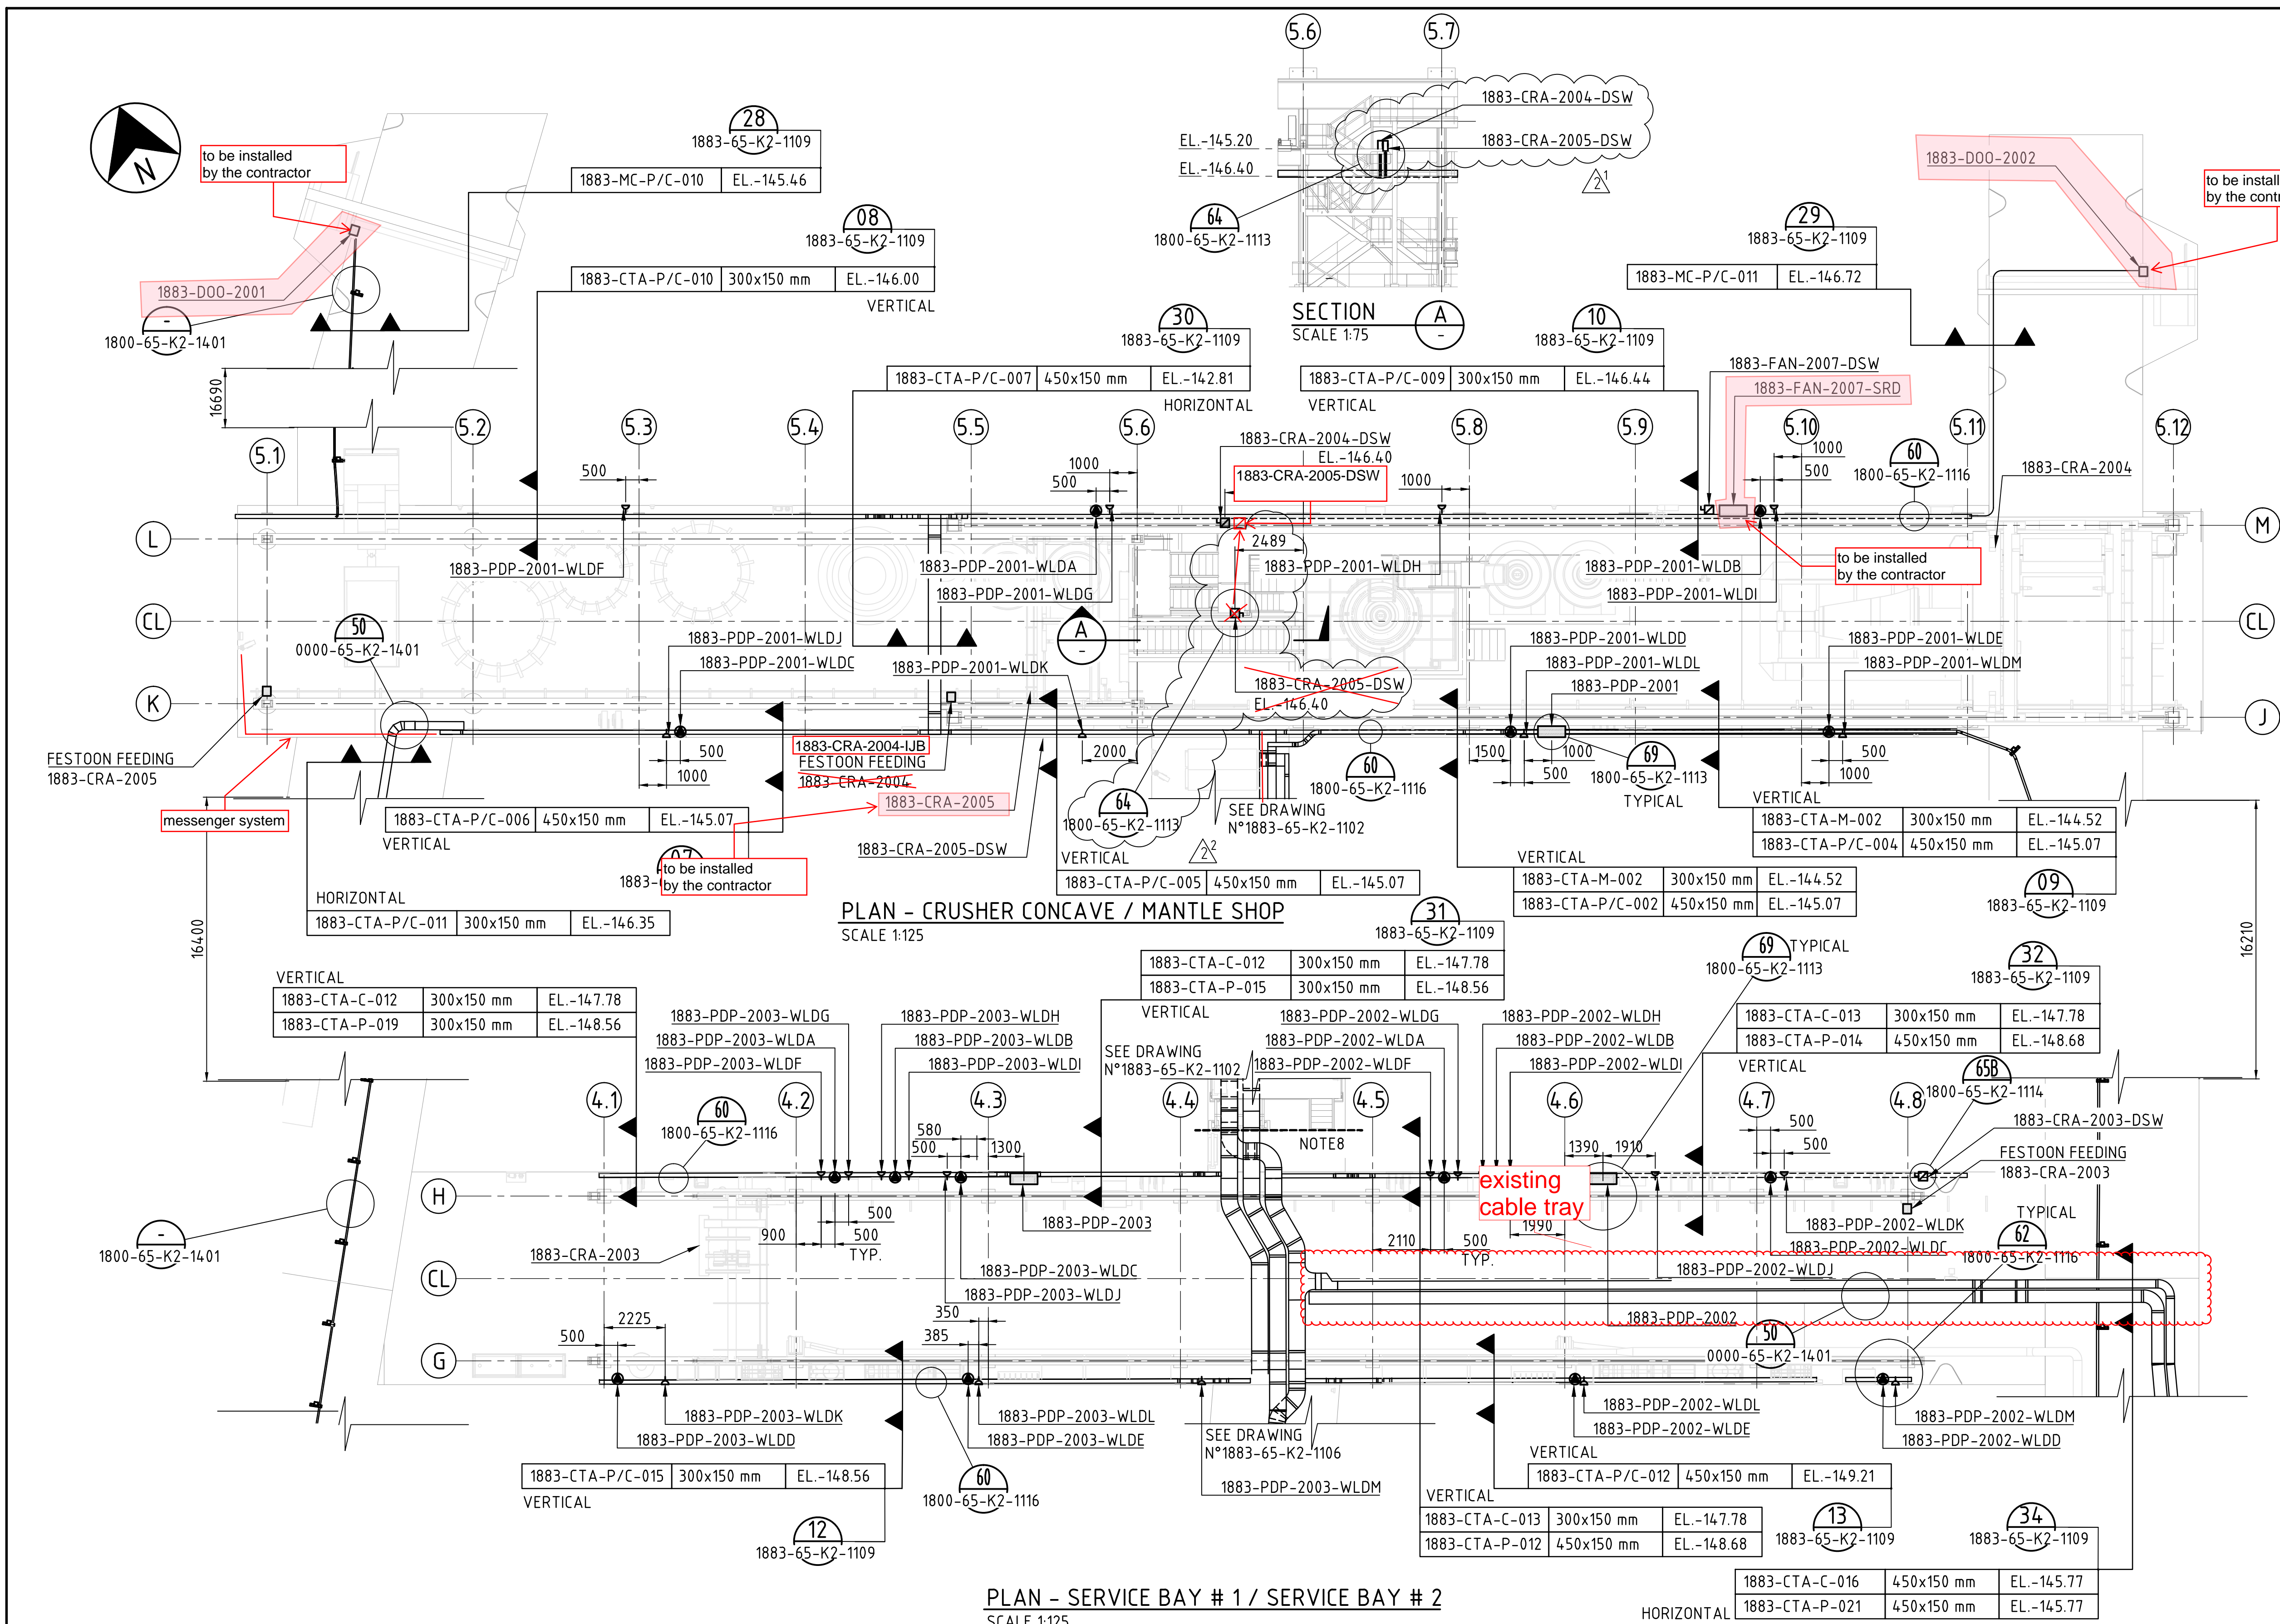 5.6
5.7
1883-CRA-2004-DSW
1883-CRA-2005-DSW
EL.-145.20
EL.-146.40
2 1
64
1800-65-K2-1113
SECTION
SCALE 1:75
A
-
N
to be installed
by the contractor
28
1883-65-K2-1109
1883-MC-P/C-010 EL.-145.46
08
1883-65-K2-1109
1883-CTA-P/C-010 300x150 mm EL.-146.00
VERTICAL
1883-DOO-2001
-
1800-65-K2-1401
16690
30
1883-65-K2-1109
1883-CTA-P/C-007 450x150 mm EL.-142.81
HORIZONTAL
10
1883-65-K2-1109
1883-CTA-P/C-009 300x150 mm EL.-146.44
VERTICAL
29
1883-65-K2-1109
1883-MC-P/C-011 EL.-146.72
1883-DOO-2002
to be install
by the contr
1883-FAN-2007-DSW
1883-FAN-2007-SRD
5.1
5.2
5.3
5.4
5.5
5.6
5.8
5.9
5.10
5.11
5.12
500
1000
500
1883-CRA-2004-DSW
EL.-146.40
1883-CRA-2005-DSW
1000
1000
500
60
1800-65-K2-1116
1883-CRA-2004
L
M
2489
1883-PDP-2001-WLDF
1883-PDP-2001-WLDA
1883-PDP-2001-WLDG
1883-PDP-2001-WLDH
1883-PDP-2001-WLDB
1883-PDP-2001-WLDI
to be installed
by the contractor
CL
CL
50
0000-65-K2-1401
1883-PDP-2001-WLDJ
1883-PDP-2001-WLDC
1883-PDP-2001-WLDK
A
-
1883-CRA-2005-DSW
EL.-146.40
1883-PDP-2001-WLDD
1883-PDP-2001-WLDL
1883-PDP-2001
1883-PDP-2001-WLDE
1883-PDP-2001-WLDM
K
J
FESTOON FEEDING
1883-CRA-2005
messenger system
500
1000
1883-CRA-2004-IJB
FESTOON FEEDING
1883-CRA-2004
1883-CRA-2005
2000
1883-CRA-2005-DSW
64
1800-65-K2-1113
2 2
60
1800-65-K2-1116
SEE DRAWING
N°1883-65-K2-1102
1500
1000
500
69
1800-65-K2-1113
TYPICAL
500
1000
1883-CTA-P/C-006 450x150 mm EL.-145.07
VERTICAL
07
1883-
to be installed
by the contractor
HORIZONTAL
1883-CTA-P/C-011 300x150 mm EL.-146.35
VERTICAL
1883-CTA-P/C-005 450x150 mm EL.-145.07
VERTICAL
1883-CTA-M-002 300x150 mm EL.-144.52
1883-CTA-P/C-002 450x150 mm EL.-145.07
VERTICAL
1883-CTA-M-002 300x150 mm EL.-144.52
1883-CTA-P/C-004 450x150 mm EL.-145.07
09
1883-65-K2-1109
16400
16210
PLAN - CRUSHER CONCAVE / MANTLE SHOP
SCALE 1:125
31
1883-65-K2-1109
1883-CTA-C-012 300x150 mm EL.-147.78
1883-CTA-P-015 300x150 mm EL.-148.56
VERTICAL
69 TYPICAL
1800-65-K2-1113
32
1883-65-K2-1109
1883-CTA-C-013 300x150 mm EL.-147.78
1883-CTA-P-014 450x150 mm EL.-148.68
VERTICAL
VERTICAL
1883-CTA-C-012 300x150 mm EL.-147.78
1883-CTA-P-019 300x150 mm EL.-148.56
1883-PDP-2003-WLDG
1883-PDP-2003-WLDA
1883-PDP-2003-WLDF
1883-PDP-2003-WLDH
1883-PDP-2003-WLDB
1883-PDP-2003-WLDI
SEE DRAWING
N°1883-65-K2-1102
1883-PDP-2002-WLDG
1883-PDP-2002-WLDA
1883-PDP-2002-WLDF
1883-PDP-2002-WLDH
1883-PDP-2002-WLDB
1883-PDP-2002-WLDI
65B
1800-65-K2-1114
1883-CRA-2003-DSW
FESTOON FEEDING
1883-CRA-2003
4.1
4.2
4.3
4.4
4.5
4.6
4.7
4.8
60
1800-65-K2-1116
580
500
1300
NOTE8
1390
1910
500
500
H
existing
cable tray
-
1800-65-K2-1401
1883-CRA-2003
900
500
500
TYP.
1883-PDP-2003
1883-PDP-2003-WLDC
1883-PDP-2003-WLDJ
2110
500
TYP.
1990
1883-PDP-2002-WLDK
1883-PDP-2002-WLDC
1883-PDP-2002-WLDJ
TYPICAL
62
1800-65-K2-1116
CL
2225
500
350
385
1883-PDP-2002
50
0000-65-K2-1401
G
1883-PDP-2003-WLDK
1883-PDP-2003-WLDD
1883-PDP-2003-WLDL
1883-PDP-2003-WLDE
SEE DRAWING
N°1883-65-K2-1106
1883-PDP-2003-WLDM
1883-PDP-2002-WLDL
1883-PDP-2002-WLDE
1883-PDP-2002-WLDM
1883-PDP-2002-WLDD
1883-CTA-P/C-015 300x150 mm EL.-148.56
VERTICAL
60
1800-65-K2-1116
12
1883-65-K2-1109
VERTICAL
1883-CTA-P/C-012 450x150 mm EL.-149.21
VERTICAL
1883-CTA-C-013 300x150 mm EL.-147.78
1883-CTA-P-012 450x150 mm EL.-148.68
13
1883-65-K2-1109
34
1883-65-K2-1109
1883-CTA-C-016 450x150 mm EL.-145.77
1883-CTA-P-021 450x150 mm EL.-145.77
HORIZONTAL
PLAN - SERVICE BAY # 1 / SERVICE BAY # 2
SCALE 1:125